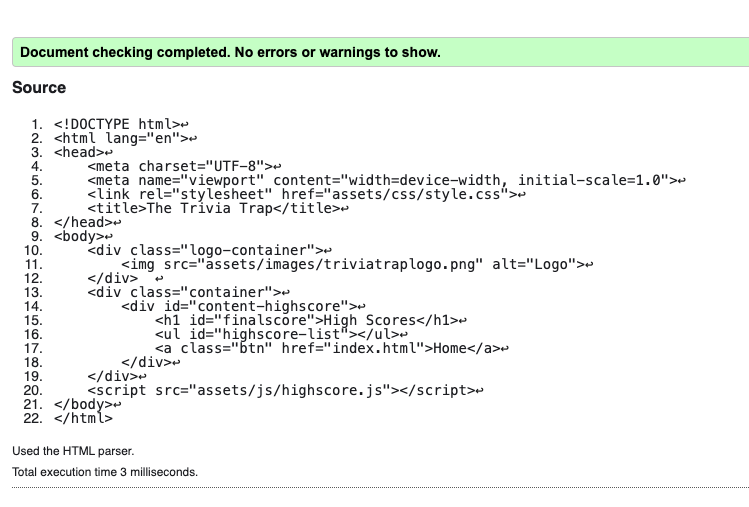 Document checking completed. No errors or warnings to show.
Source
1. <!DOCTYPE html>↩
2. <html lang="en">↩
3. <head>↩
4. <meta charset="UTF-8">↩
5. <meta name="viewport" content="width=device-width, initial-scale=1.0">↩
6. <link rel="stylesheet" href="assets/css/style.css">↩
7. <title>The Trivia Trap</title>↩
8. </head>↩
9. <body>↩
10. <div class="logo-container">↩
11. <img src="assets/images/triviatraplogo.png" alt="Logo">↩
12. </div>  ↩
13. <div class="container">↩
14. <div id="content-highscore">↩
15. <h1 id="finalscore">High Scores</h1>↩
16. <ul id="highscore-list"></ul>↩
17. <a class="btn" href="index.html">Home</a>↩
18. </div>↩
19. </div>↩
20. <script src="assets/js/highscore.js"></script>↩
21. </body>↩
22. </html>
Used the HTML parser.
Total execution time 3 milliseconds.